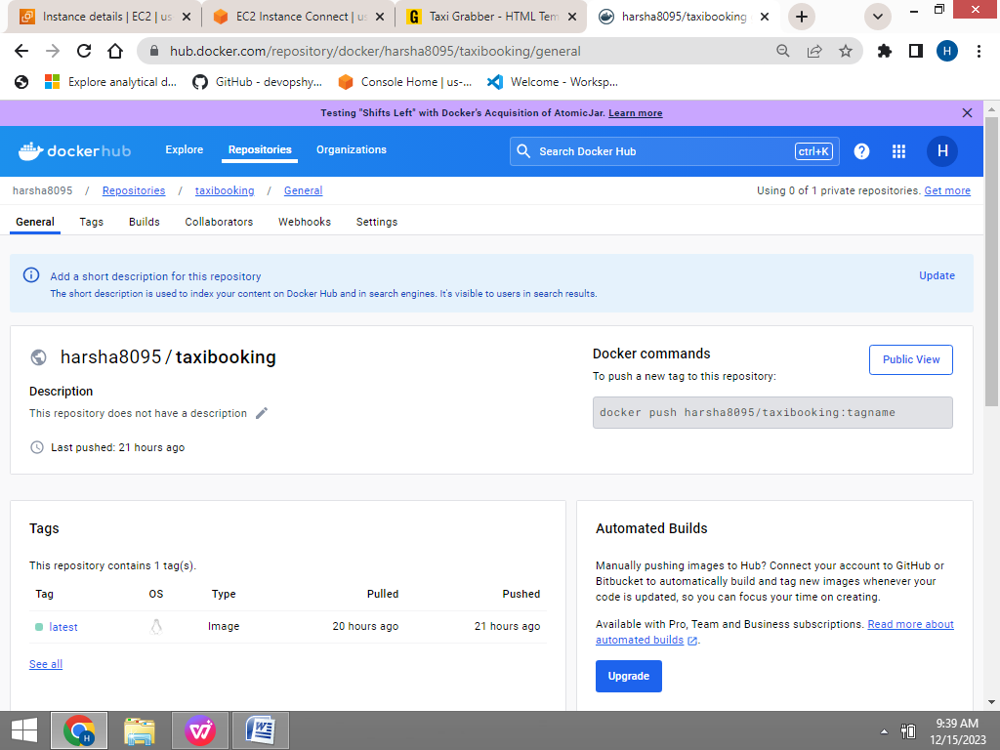 Instance details | EC2 | us
EC2 Instance Connect | us
Taxi Grabber - HTML Tem
harsha8095/taxibooking
hub.docker.com/repository/docker/harsha8095/taxibooking/general
H
Explore analytical d...
GitHub - devopshy...
Console Home | us-...
Welcome - Worksp...
Testing "Shifts Left" with Docker's Acquisition of AtomicJar. Learn more
dockerhub
Explore
Repositories
Organizations
Search Docker Hub
ctrl+K
H
harsha8095 / Repositories / taxibooking / General
Using 0 of 1 private repositories. Get more
General
Tags
Builds
Collaborators
Webhooks
Settings
Add a short description for this repository
The short description is used to index your content on Docker Hub and in search engines. It's visible to users in search results.
Update
harsha8095 / taxibooking
Description
This repository does not have a description
Last pushed: 21 hours ago
Docker commands
To push a new tag to this repository:
Public View
docker push harsha8095/taxibooking:tagname
Tags
This repository contains 1 tag(s).
Tag OS Type Pulled Pushed
latest Image 20 hours ago 21 hours ago
See all
Automated Builds
Manually pushing images to Hub? Connect your account to GitHub or
Bitbucket to automatically build and tag new images whenever your
code is updated, so you can focus your time on creating.
Available with Pro, Team and Business subscriptions. Read more about
automated builds.
Upgrade
9:39 AM
12/15/2023